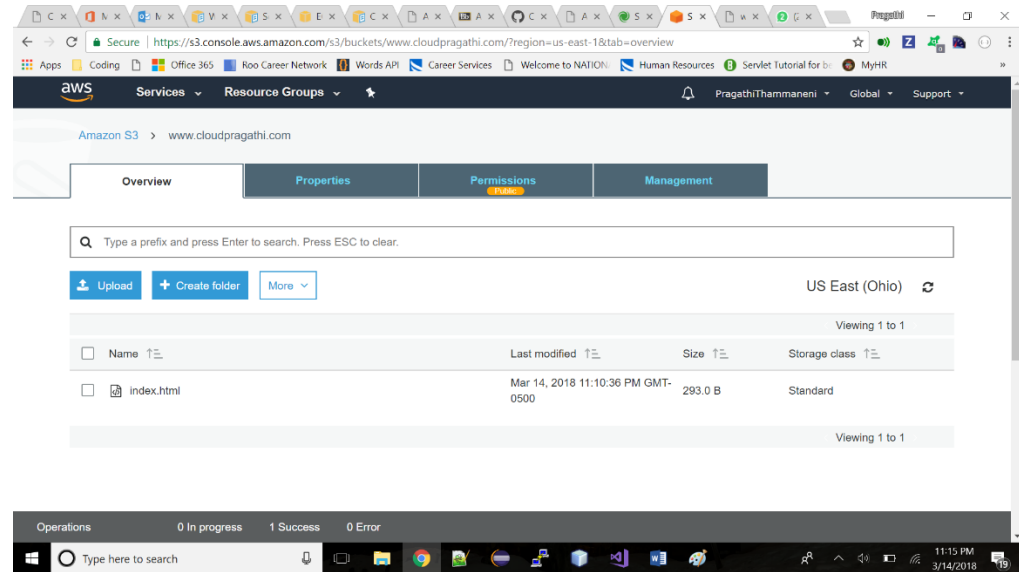 Pragathi
Secure | https://s3.console.aws.amazon.com/s3/buckets/www.cloudpragathi.com/?region=us-east-1&tab=overview
Apps Coding Office 365 Roo Career Network Words API Career Services Welcome to NATION Human Resources Servlet Tutorial for be MyHR »
aws Services Resource Groups PragathiThammaneni Global Support
Amazon S3 > www.cloudpragathi.com
Overview Properties Permissions Management
Public
Type a prefix and press Enter to search. Press ESC to clear.
Upload + Create folder More US East (Ohio)
Viewing 1 to 1
Name Last modified Size Storage class
index.html Mar 14, 2018 11:10:36 PM GMT-0500 293.0 B Standard
Viewing 1 to 1
Operations 0 In progress 1 Success 0 Error
Type here to search 11:15 PM
3/14/2018 19